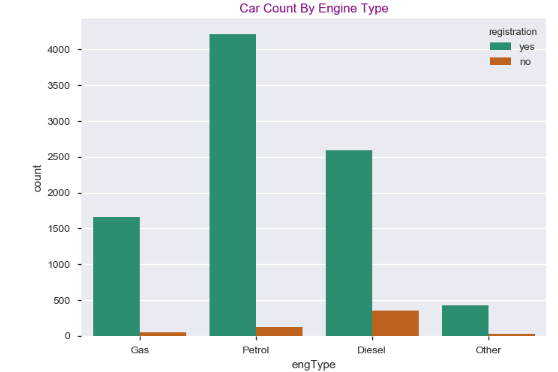 Car Count By Engine Type
registration
yes
no
count
4000
3500
3000
2500
2000
1500
1000
500
0
Gas Petrol Diesel Other
engType